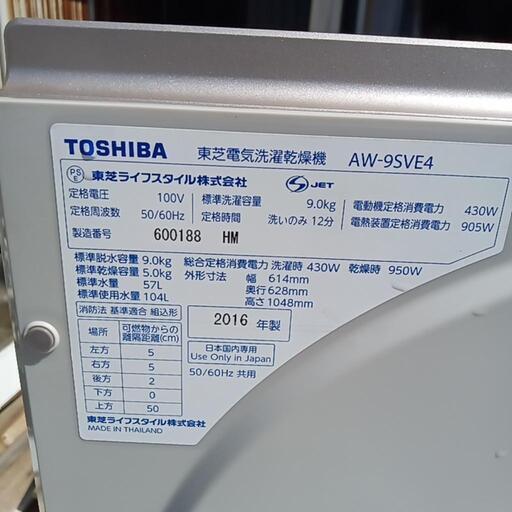 TOSHIBA 東芝電気洗濯乾燥機 AW-9SVE4
PS E 東芝ライフスタイル株式会社 S JET
定格電圧 100V 標準洗濯容量 9.0kg 電動機定格消費電力 430W
定格周波数 50/60Hz 定格時間 洗いのみ 12分 電熱装置定格消費電力 905W
製造番号 600188 HM
標準脱水容量 9.0kg 総合定格消費電力 洗濯時 430W 乾燥時 950W
標準乾燥容量 5.0kg 外形寸法 幅 614mm
標準水量 57L 奥行 628mm
標準使用水量 104L 高さ 1048mm
消防法 基準適合 組込形
場所 可燃物からの離隔距離(cm)
左方 5
右方 5
後方 2
下方 0
上方 50
2016 年製
日本国内専用
Use Only in Japan
50/60Hz 共用
東芝ライフスタイル株式会社
MADE IN THAILAND